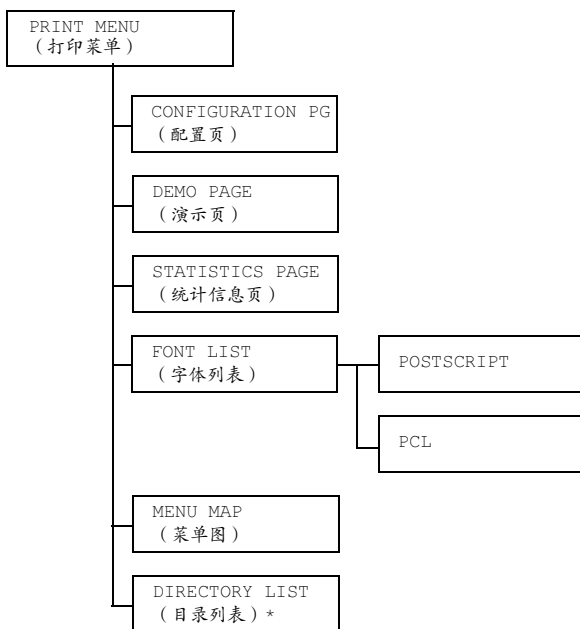 PRINT MENU
（打印菜单）
CONFIGURATION PG
（配置页）
DEMO PAGE
（演示页）
STATISTICS PAGE
（统计信息页）
FONT LIST
（字体列表）
POSTSCRIPT
PCL
MENU MAP
（菜单图）
DIRECTORY LIST
（目录列表）*